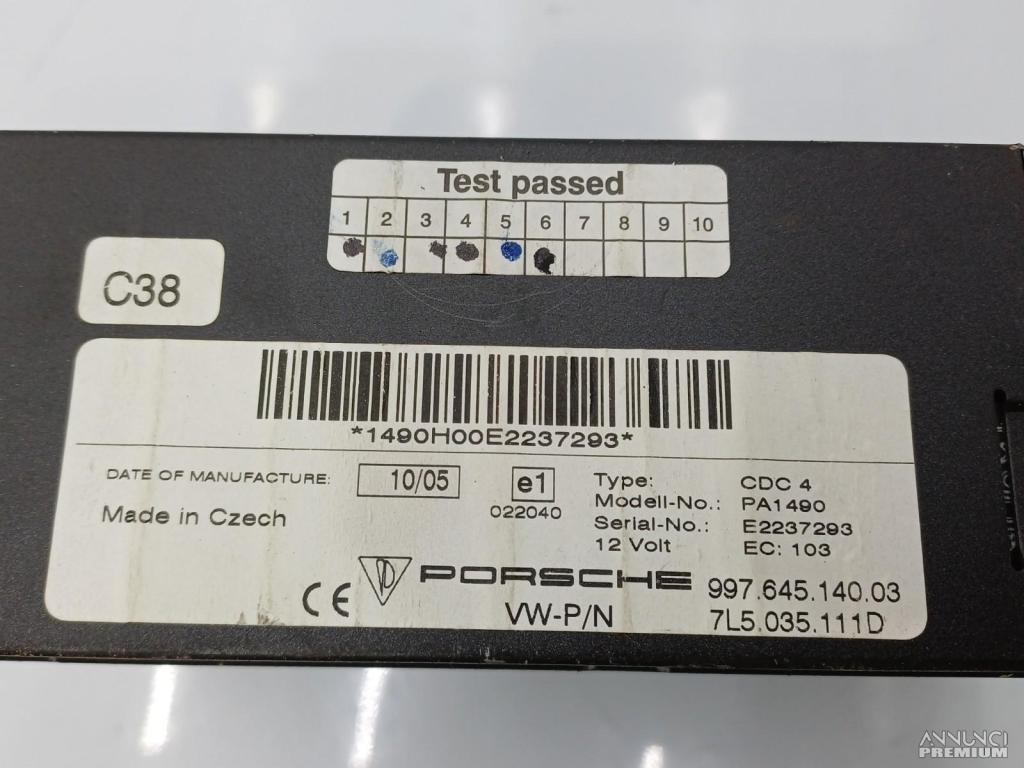 Test passed
1 2 3 4 5 6 7 8 9 10
C38
*1490H00E2237293*
DATE OF MANUFACTURE: 10/05
e1
022040
Made in Czech
Type: CDC 4
Modell-No.: PA1490
Serial-No.: E2237293
12 Volt EC: 103
CE PORSCHE 997.645.140.03
VW-P/N 7L5.035.111D
ANNUNCI
PREMIUM